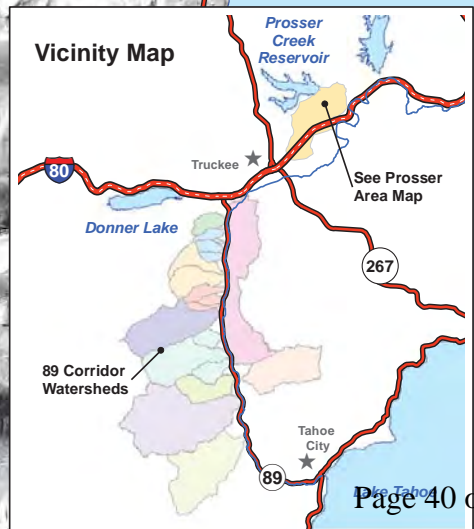 Vicinity Map
Prosser
Creek
Reservoir
Truckee
80
See Prosser
Area Map
Donner Lake
267
89 Corridor
Watersheds
Tahoe
City
89
Lake Tahoe
Page 40 o